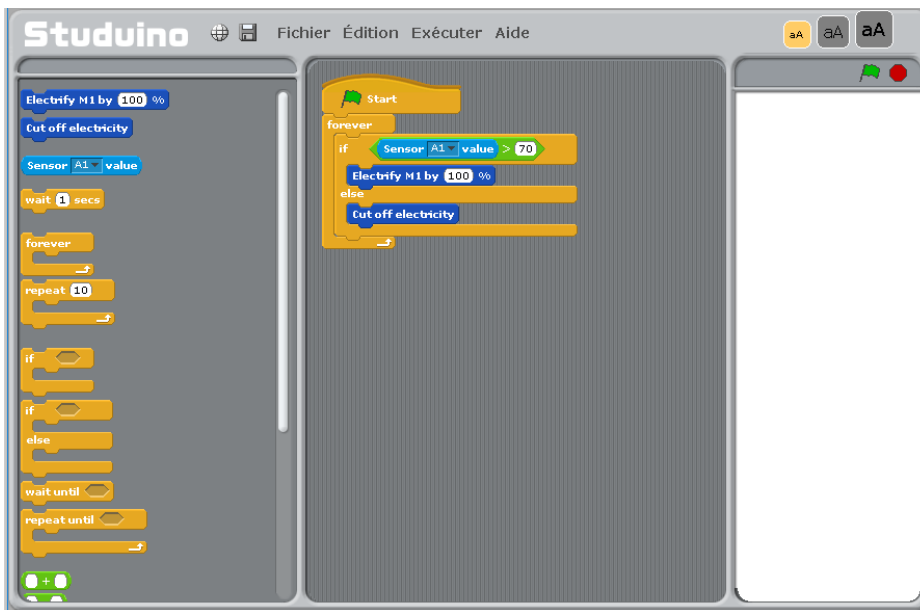 Studuino Fichier Édition Exécuter Aide aA aA aA
Electrify M1 by 100 %
Cut off electricity
Sensor A1 value
wait 1 secs
forever
repeat 10
if
if
else
wait until
repeat until
+
Start
forever
if Sensor A1 value > 70
Electrify M1 by 100 %
else
Cut off electricity